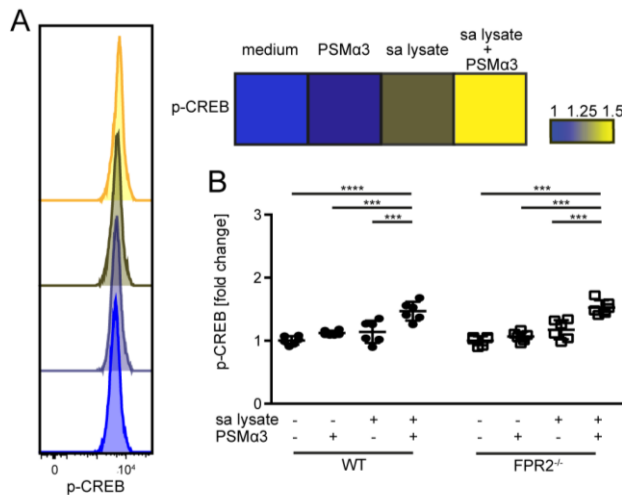 A
medium PSMα3 sa lysate sa lysate
+
PSMα3
p-CREB
1 1.25 1.5
0 10⁴
p-CREB
B
**** ***
*** ***
*** ***
p-CREB [fold change]
3
2
1
0
sa lysate - - + + - - + +
PSMα3 - + - + - + - +
WT FPR2-/-